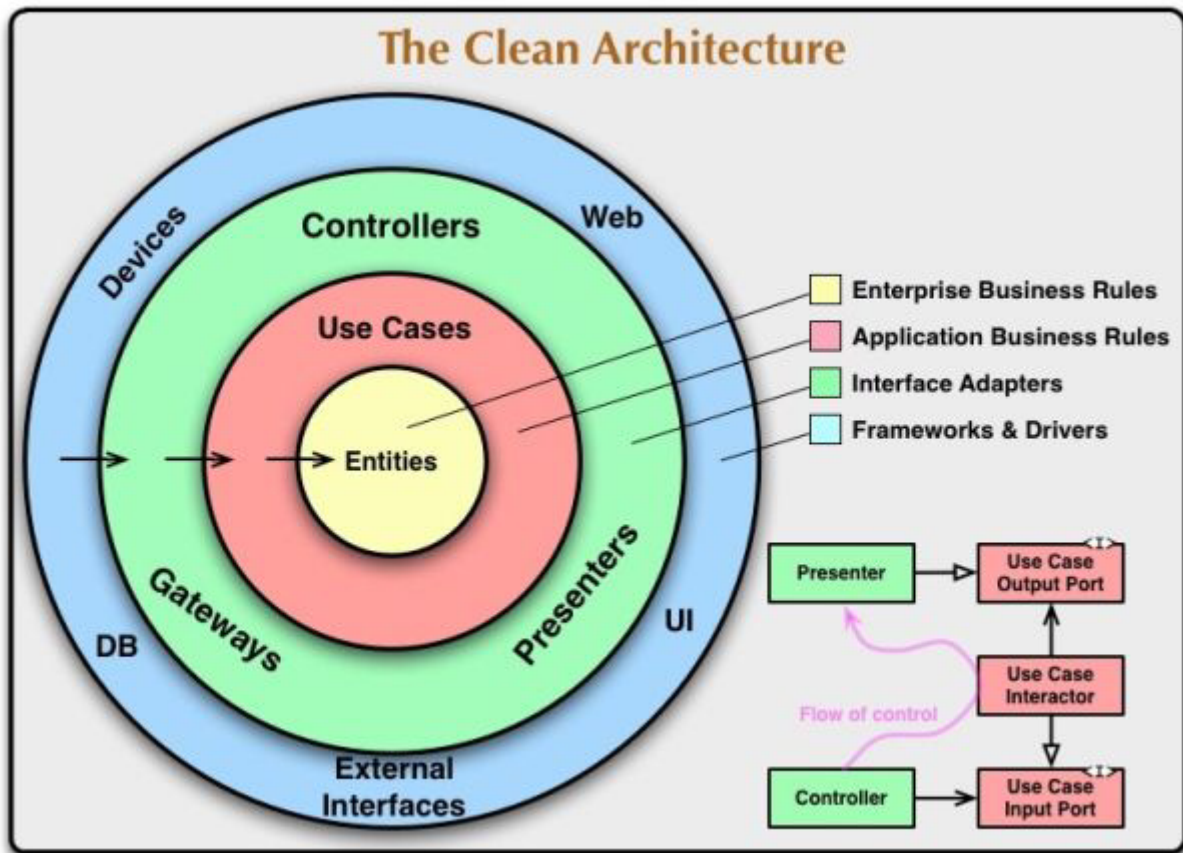 The Clean Architecture
Devices
Controllers
Web
Use Cases
Entities
Gateways
Presenters
DB
UI
External
Interfaces
Enterprise Business Rules
Application Business Rules
Interface Adapters
Frameworks & Drivers
Presenter
Use Case
Output Port
Flow of control
Use Case
Interactor
Controller
Use Case
Input Port